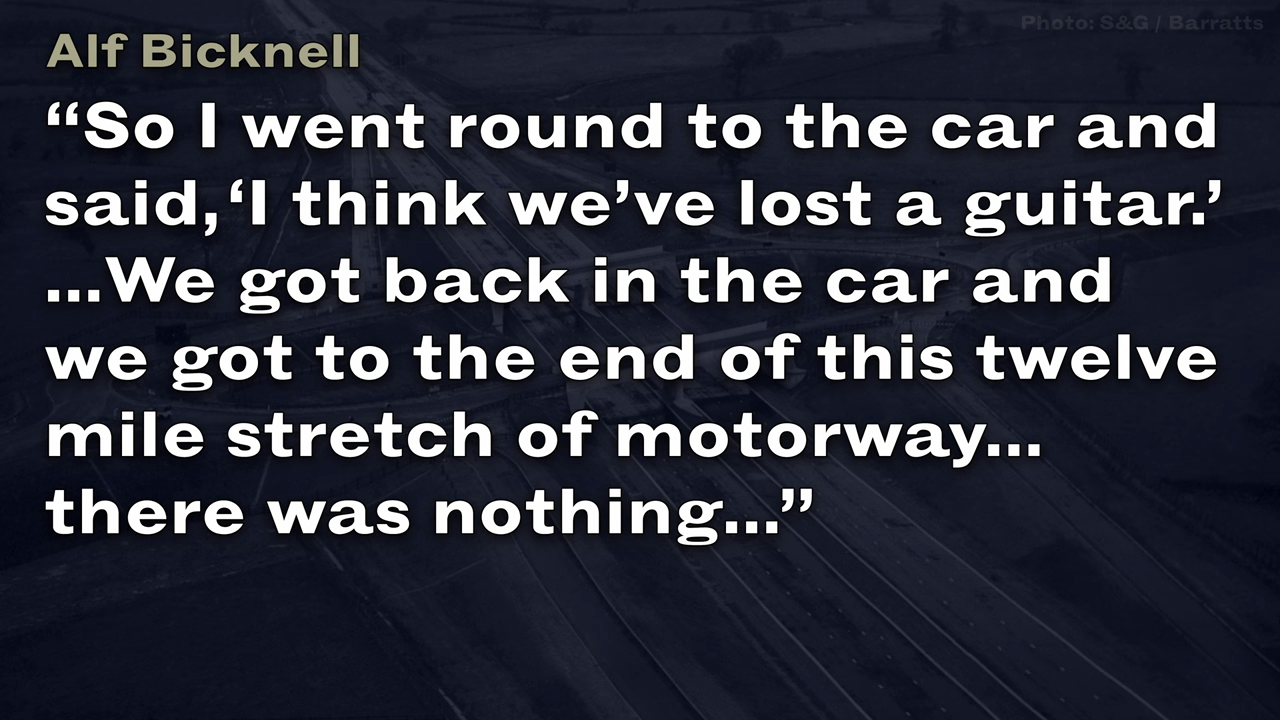 Photo: S&G / Barratts
Alf Bicknell
“So I went round to the car and
said, ‘I think we’ve lost a guitar.’
...We got back in the car and
we got to the end of this twelve
mile stretch of motorway...
there was nothing...”